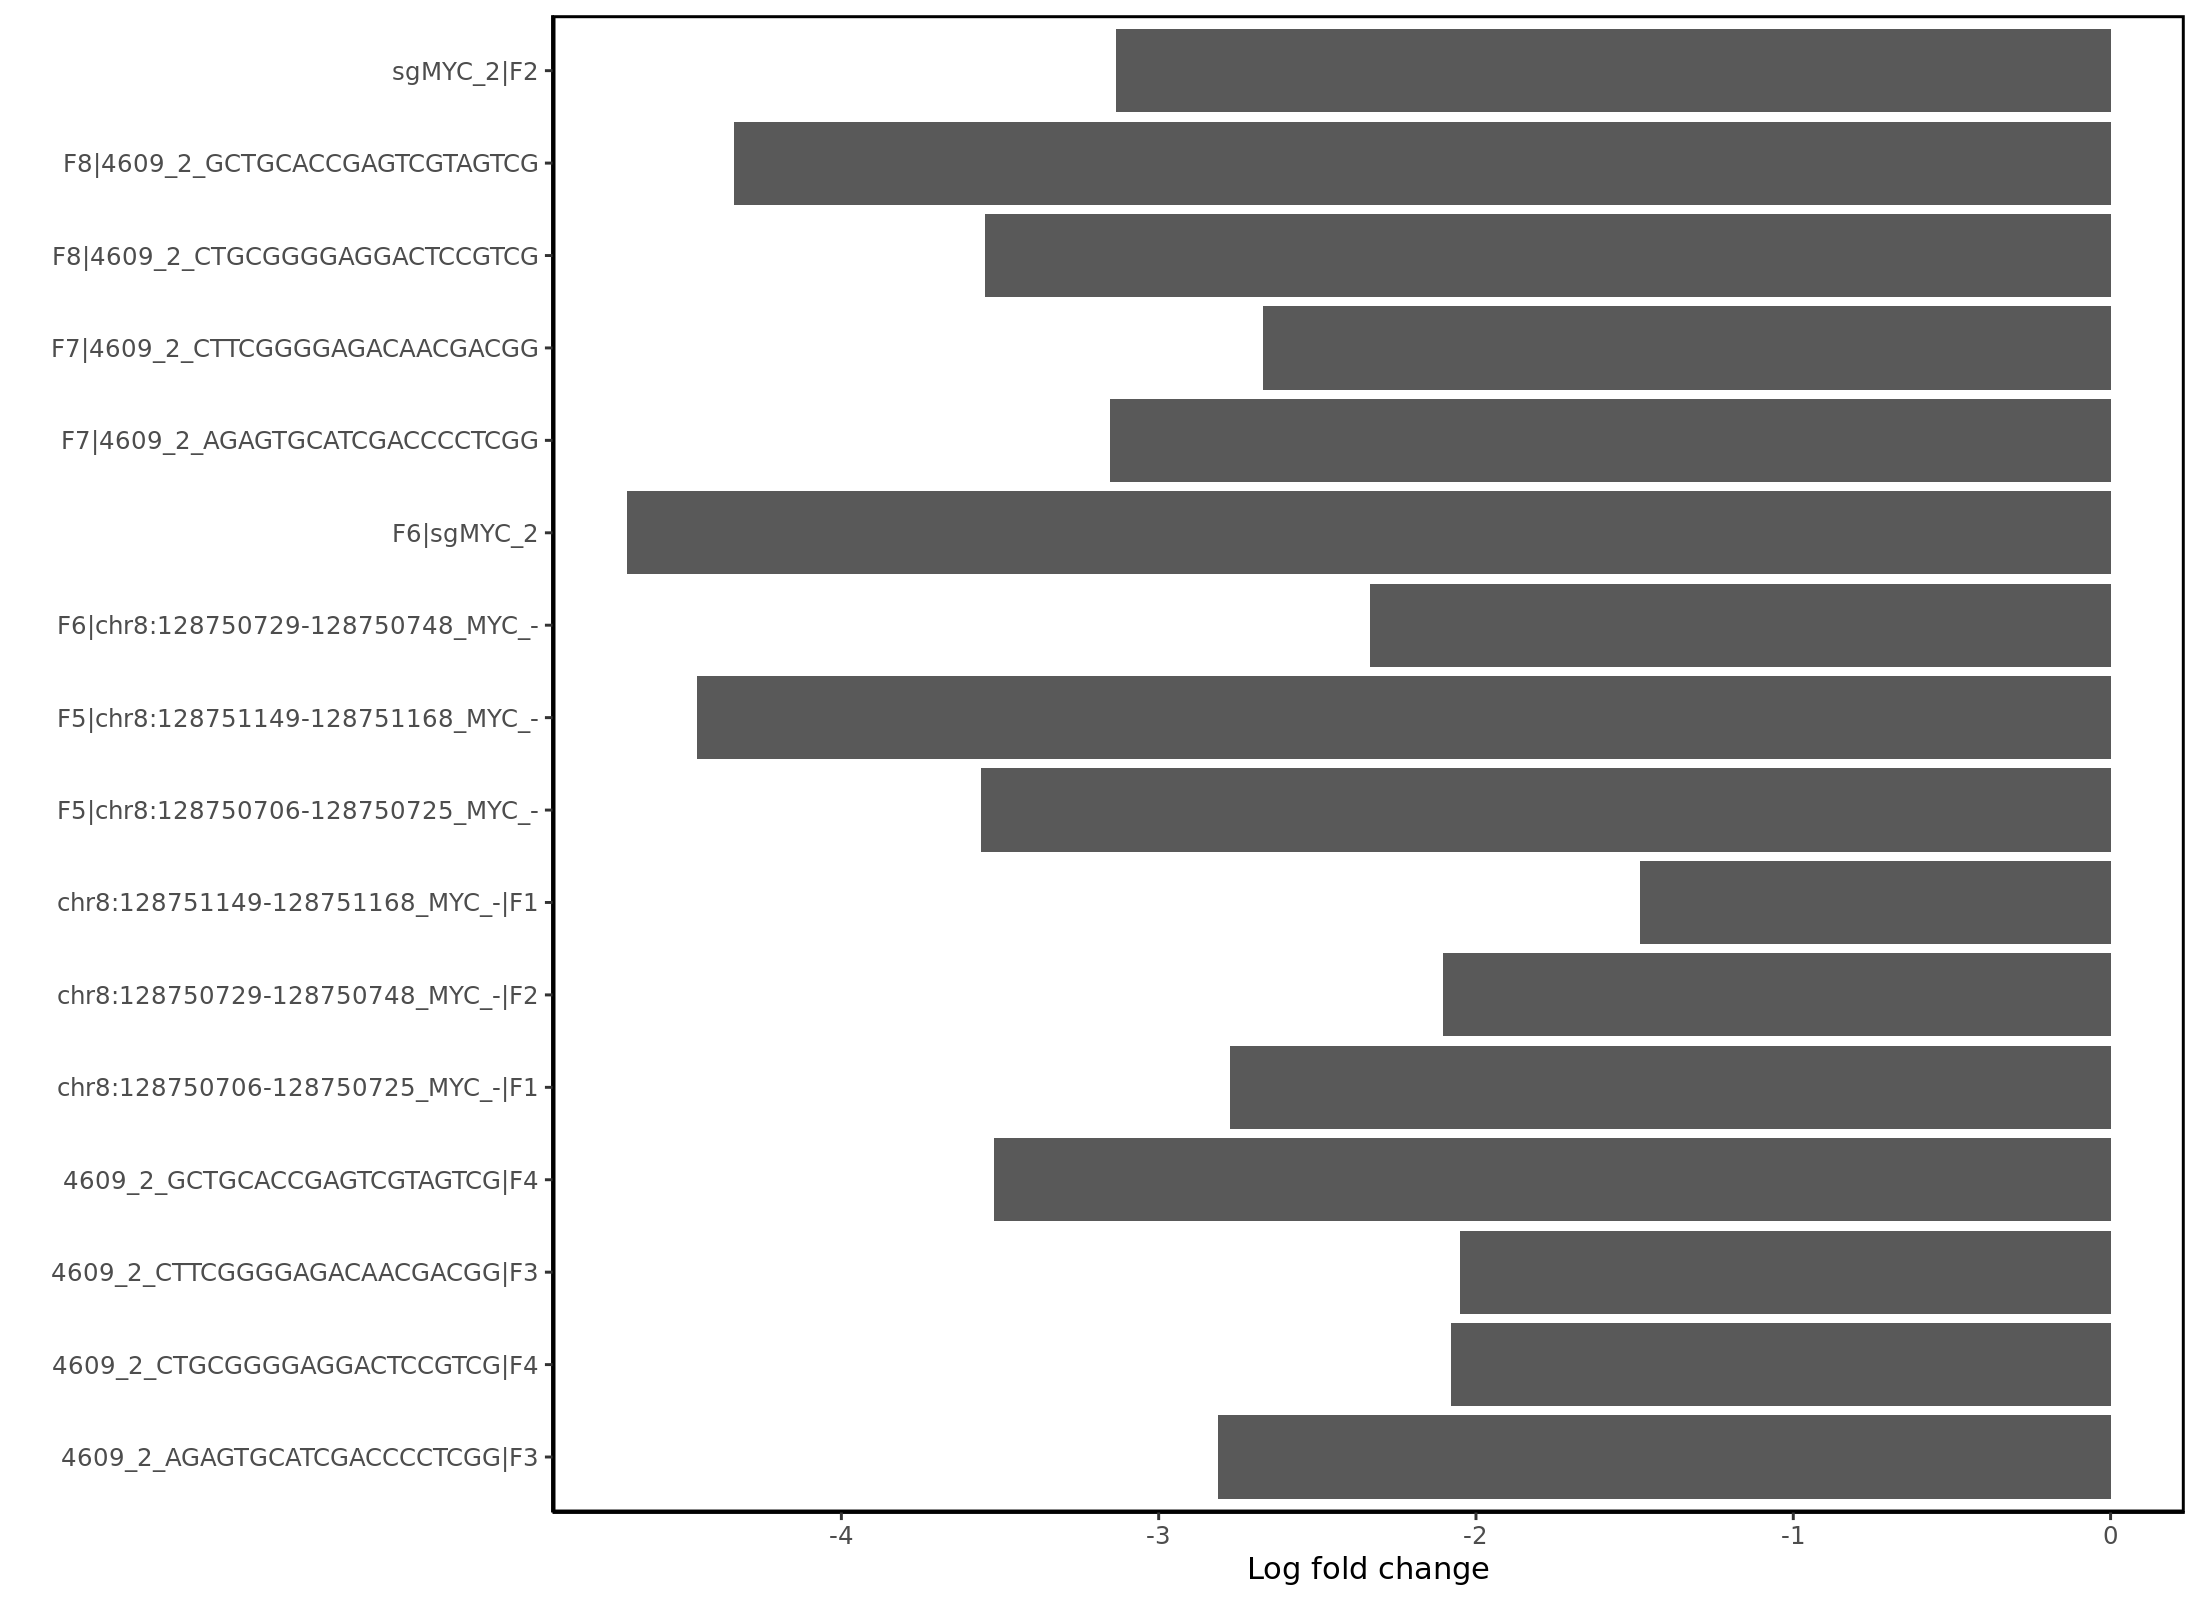 sgMYC_2|F2
F8|4609_2_GCTGCACCGAGTCGTAGTCG
F8|4609_2_CTGCGGGGAGGACTCCGTCG
F7|4609_2_CTTCGGGGAGACAACGACGG
F7|4609_2_AGAGTGCATCGACCCCTCGG
F6|sgMYC_2
F6|chr8:128750729-128750748_MYC_-
F5|chr8:128751149-128751168_MYC_-
F5|chr8:128750706-128750725_MYC_-
chr8:128751149-128751168_MYC_-|F1
chr8:128750729-128750748_MYC_-|F2
chr8:128750706-128750725_MYC_-|F1
4609_2_GCTGCACCGAGTCGTAGTCG|F4
4609_2_CTTCGGGGAGACAACGACGG|F3
4609_2_CTGCGGGGAGGACTCCGTCG|F4
4609_2_AGAGTGCATCGACCCCTCGG|F3
-4 -3 -2 -1 0
Log fold change